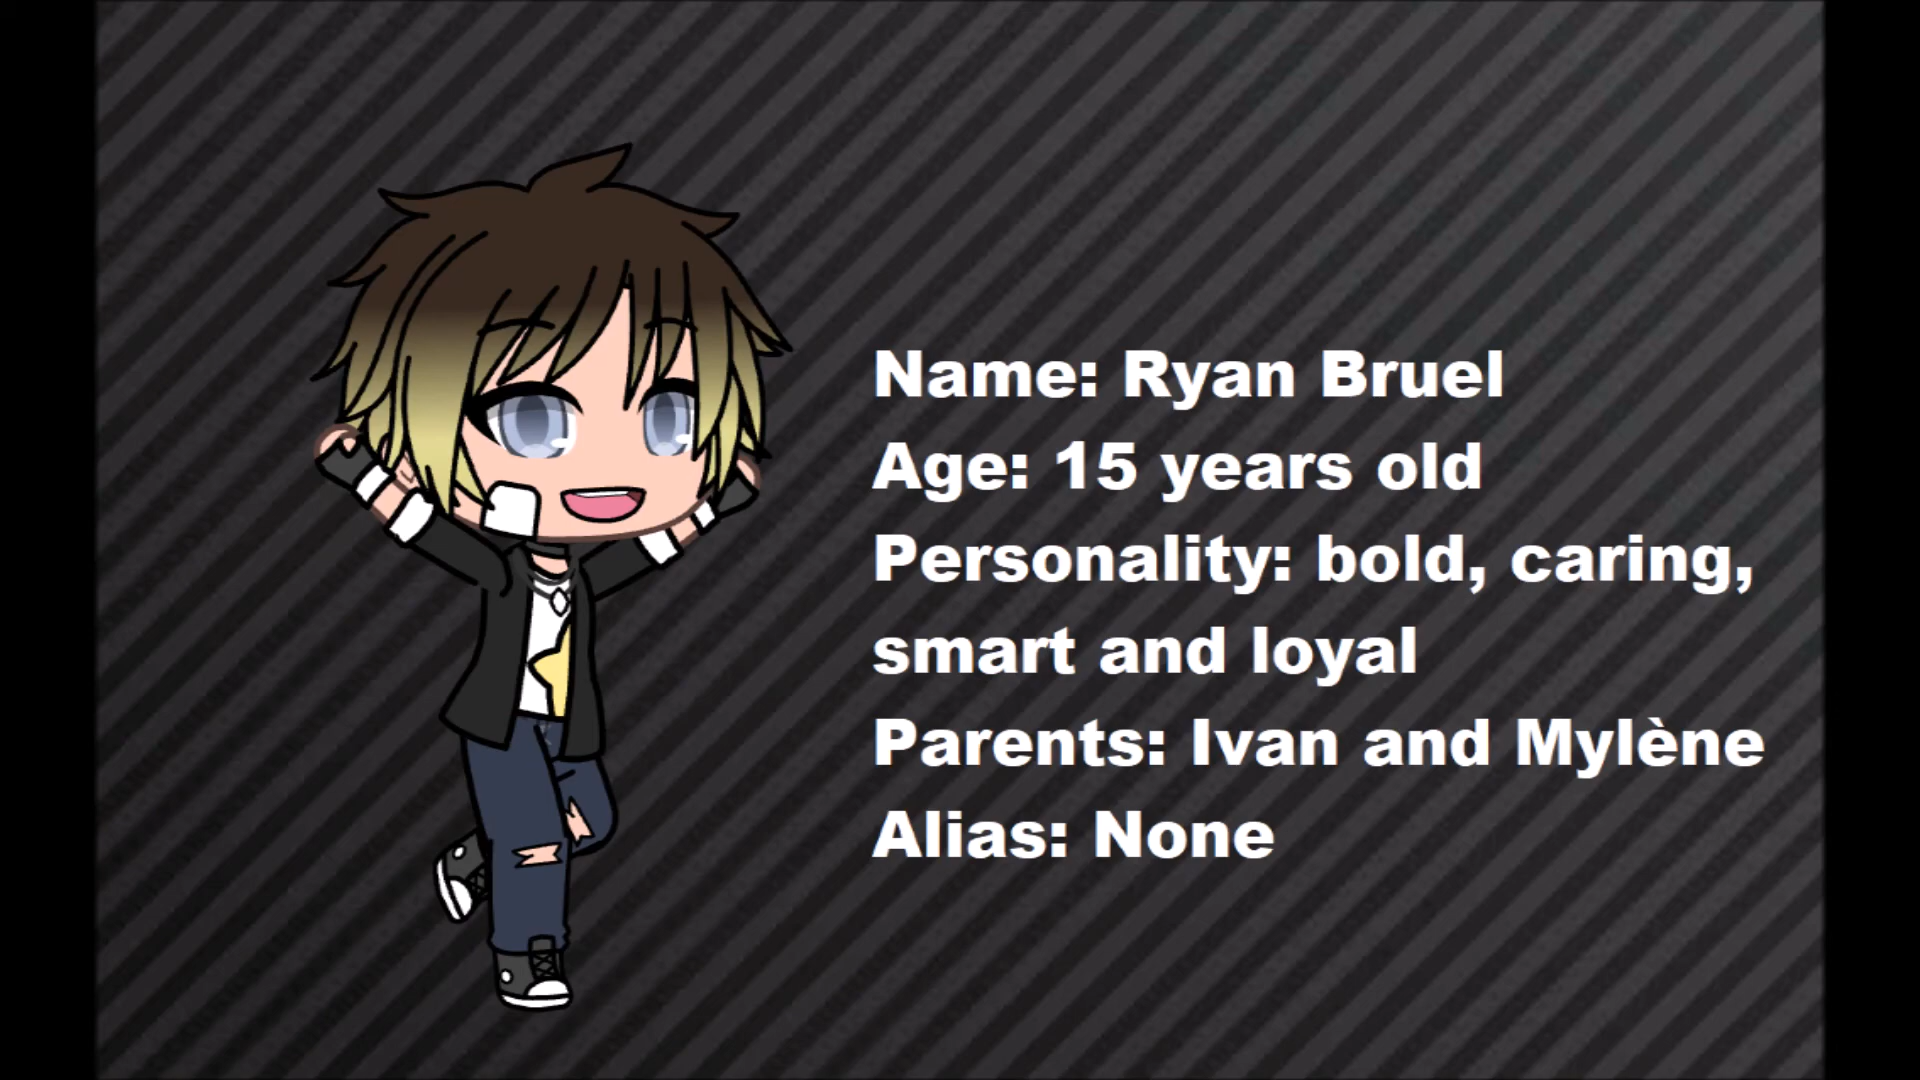 Name: Ryan Bruel
Age: 15 years old
Personality: bold, caring,
smart and loyal
Parents: Ivan and Mylène
Alias: None